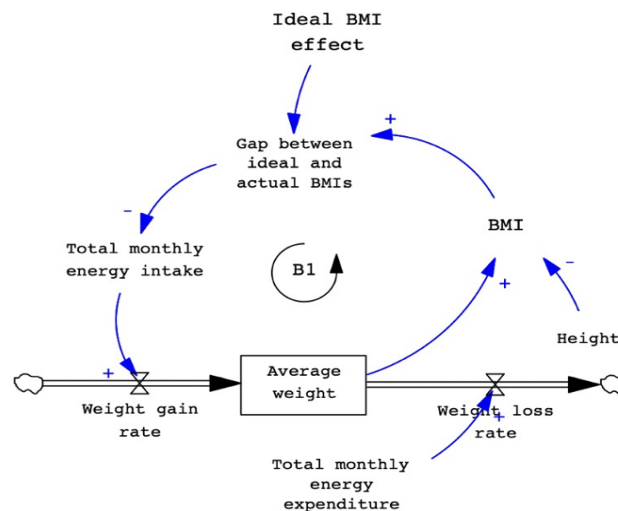 Ideal BMI
effect
+
Gap between
ideal and
actual BMIs
-
BMI
Total monthly
energy intake
B1
-
+
Height
+
Average
weight
Weight gain
rate
Weight loss
rate
+
Total monthly
energy
expenditure